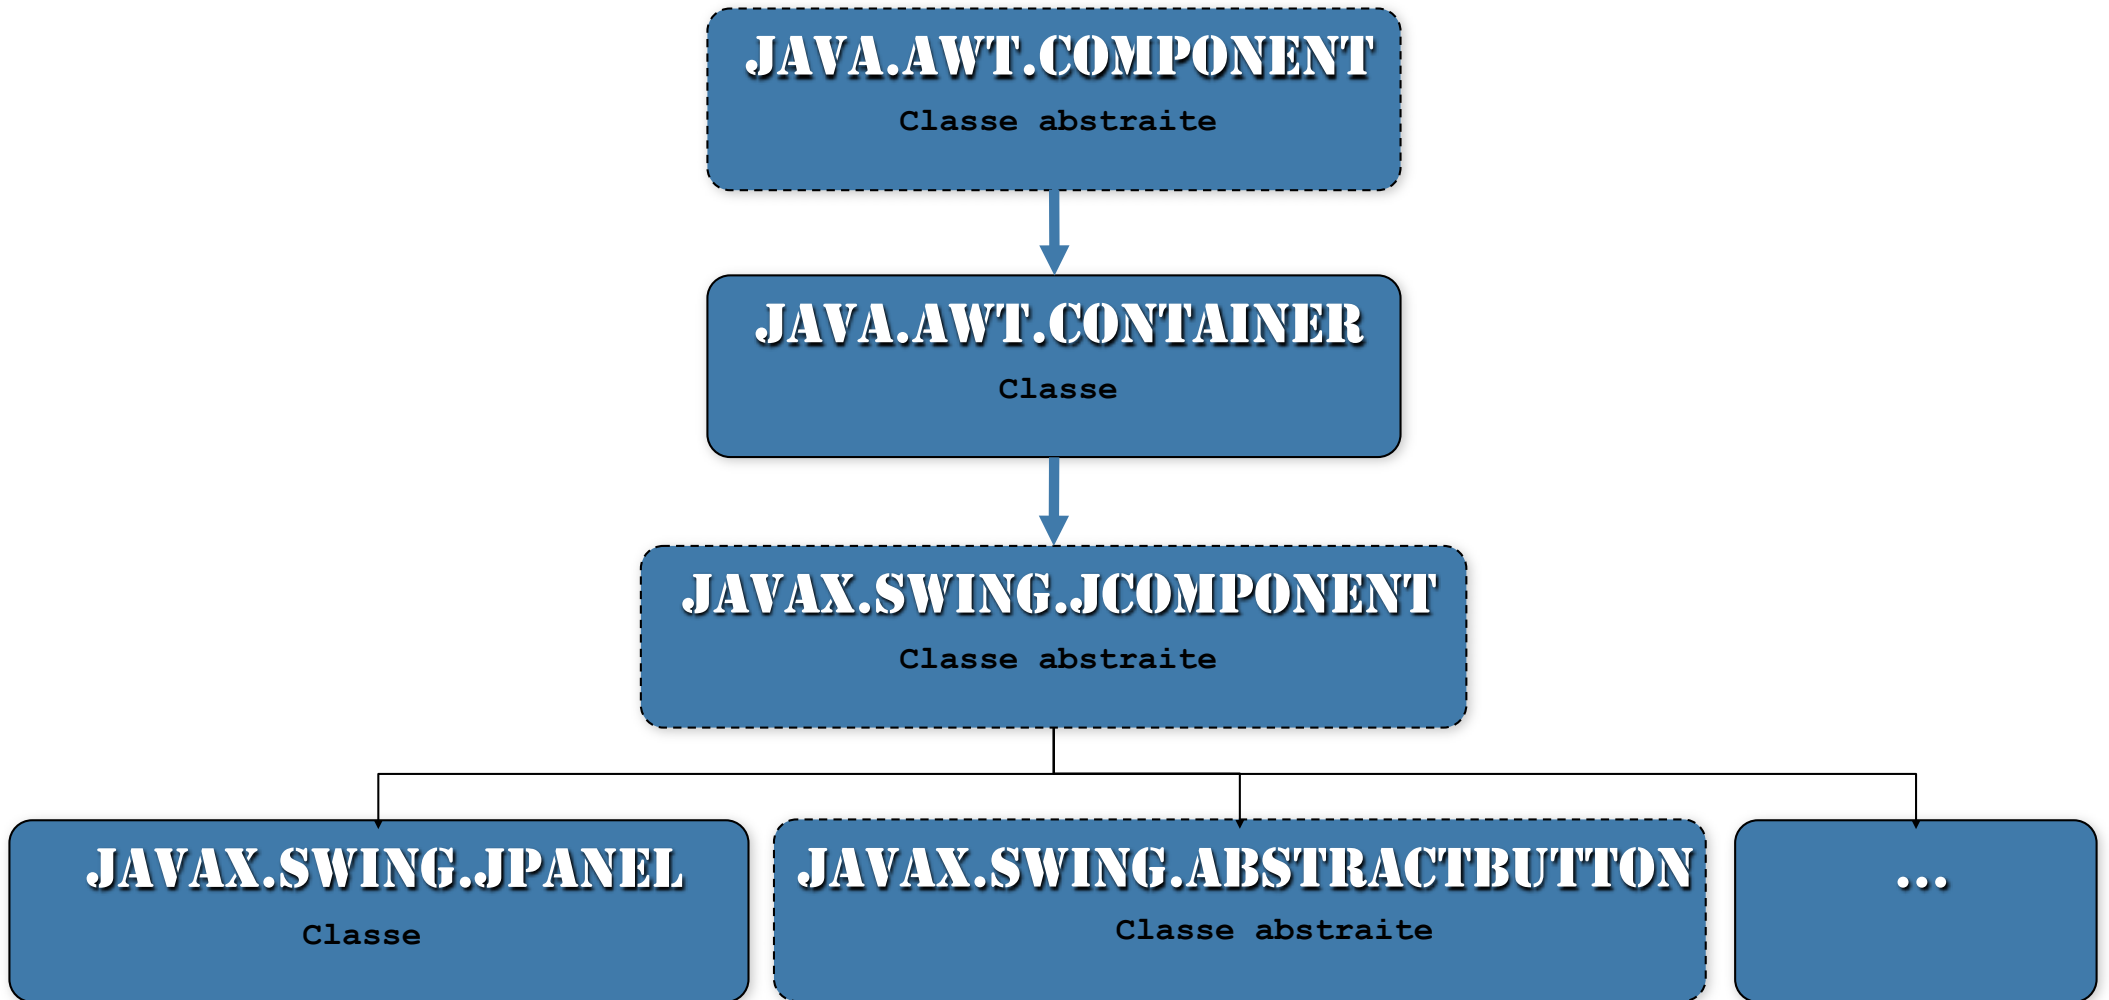 JAVA.AWT.COMPONENT
Classe abstraite
JAVA.AWT.CONTAINER
Classe
JAVAX.SWING.JCOMPONENT
Classe abstraite
JAVAX.SWING.JPANEL
Classe
JAVAX.SWING.ABSTRACTBUTTON
Classe abstraite
...